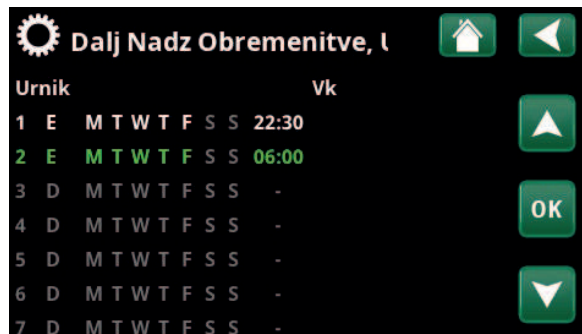 Dalj Nadz Obremenitve, U
Urnik Vk
1 E M T W T F S S 22:30
2 E M T W T F S S 06:00
3 D M T W T F S S -
4 D M T W T F S S -
OK
5 D M T W T F S S -
6 D M T W T F S S -
7 D M T W T F S S